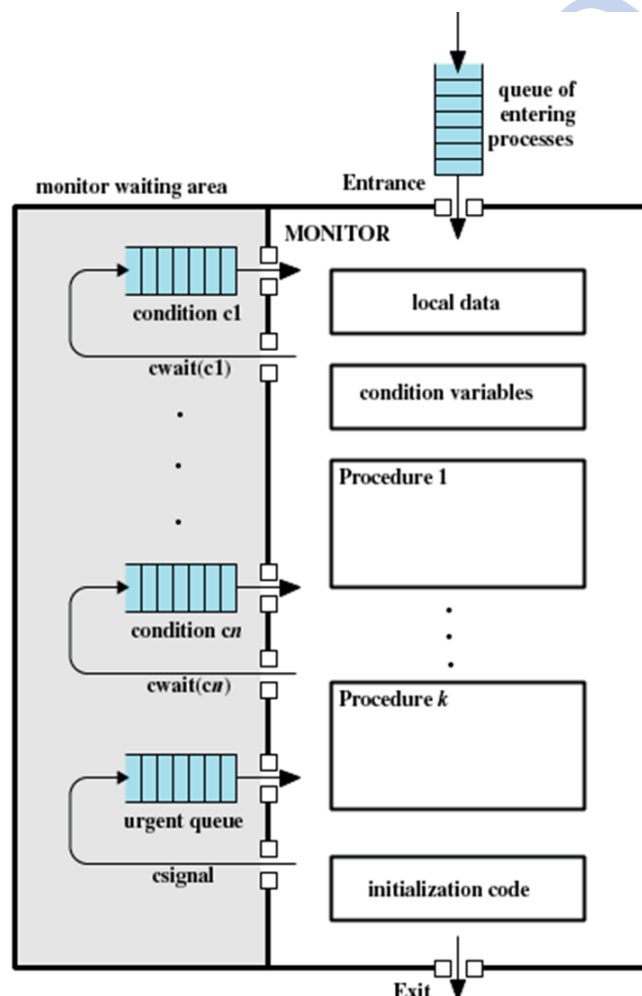 queue of
entering
processes
Entrance
monitor waiting area
MONITOR
condition c1
local data
cwait(c1)
condition variables
Procedure 1
condition cn
cwait(cn)
Procedure k
urgent queue
csignal
initialization code
Exit